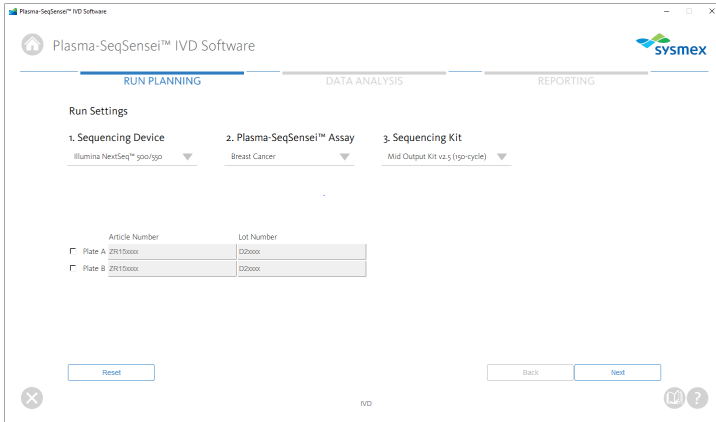 Plasma-SeqSensei™ IVD Software
Plasma-SeqSensei™ IVD Software
sysmex
RUN PLANNING
DATA ANALYSIS
REPORTING
Run Settings
1. Sequencing Device
2. Plasma-SeqSensei™ Assay
3. Sequencing Kit
Illumina NextSeq™ 500/550
Breast Cancer
Mid Output Kit v2.5 (150-cycle)
Article Number
Lot Number
Plate A
ZR15xxxx
D2xxxx
Plate B
ZR15xxxx
D2xxxx
Reset
Back
Next
IVD
?